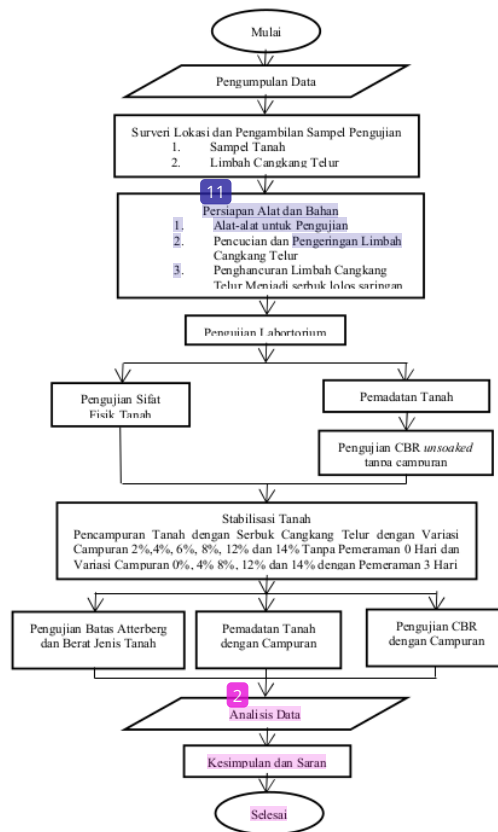 Mulai
Pengumpulan Data
Surveri Lokasi dan Pengambilan Sampel Pengujian
1. Sampel Tanah
2. Limbah Cangkang Telur
11
Persiapan Alat dan Bahan
1. Alat-alat untuk Pengujian
2. Pencucian dan Pengeringan Limbah
Cangkang Telur
3. Penghancuran Limbah Cangkang
Telur Menjadi serbuk lolos saringan
Pengujian Labortorium
Pengujian Sifat
Fisik Tanah
Pemadatan Tanah
Pengujian CBR unsoaked
tanpa campuran
Stabilisasi Tanah
Pencampuran Tanah dengan Serbuk Cangkang Telur dengan Variasi
Campuran 2%,4%, 6%, 8%, 12% dan 14% Tanpa Pemeraman 0 Hari dan
Variasi Campuran 0%, 4% 8%, 12% dan 14% dengan Pemeraman 3 Hari
Pengujian Batas Atterberg
dan Berat Jenis Tanah
Pemadatan Tanah
dengan Campuran
Pengujian CBR
dengan Campuran
2
Analisis Data
Kesimpulan dan Saran
Selesai